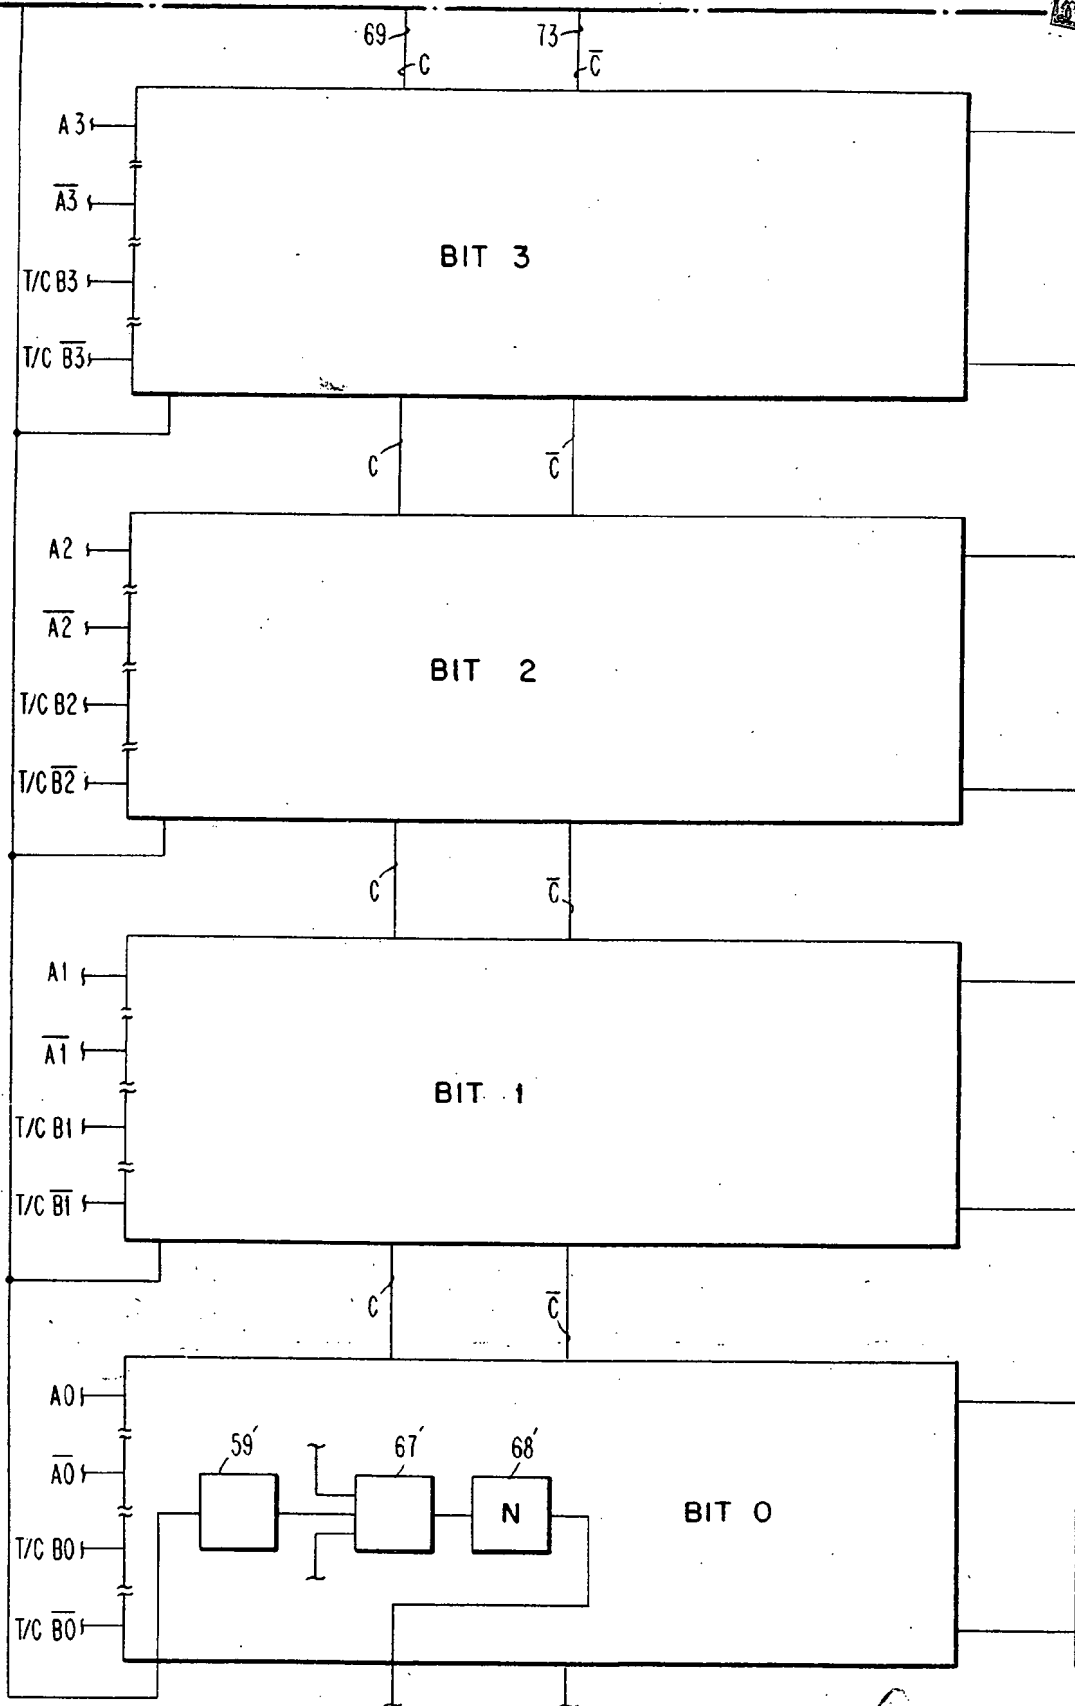 69 73
C C̅
A3
A̅3̅
BIT 3
T/C B3
T/C B̅3̅
C C̅
A2
A̅2̅
BIT 2
T/C B2
T/C B̅2̅
C C̅
A1
A̅1̅
BIT 1
T/C B1
T/C B̅1̅
C C̅
A0
59' 67' 68'
A̅0̅
N BIT 0
T/C B0
T/C B̅0̅